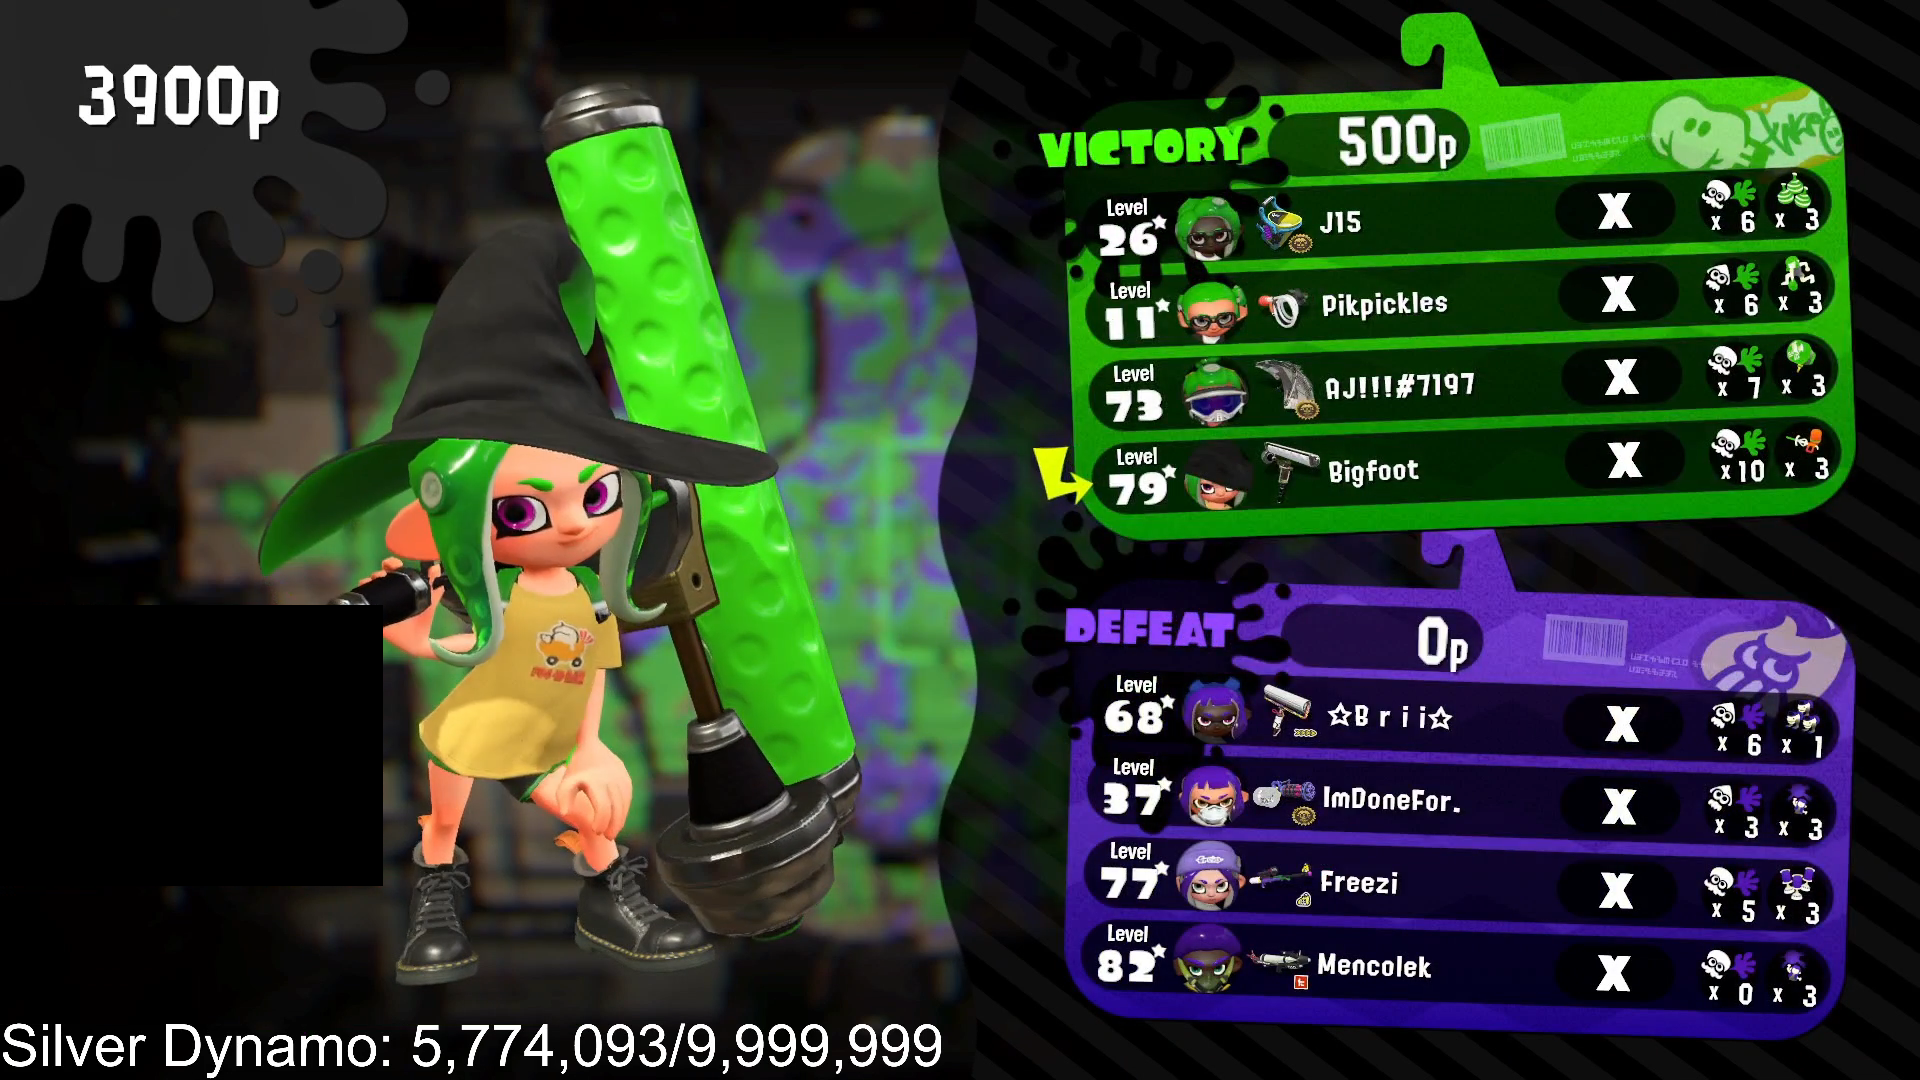 3900p
VICTORY 500p
Level 26 J15 X x 6 x 3
Level 11 Pikpickles X x 6 x 3
Level 73 AJ!!!#7197 X x 7 x 3
Level 79 Bigfoot X x 10 x 3
DEFEAT 0p
Level 68 ☆B r i i☆ X x 6 x 1
Level 37 ImDoneFor. X x 3 x 3
Level 77 Freezi X x 5 x 3
Level 82 Mencolek X x 0 x 3
Silver Dynamo: 5,774,093/9,999,999